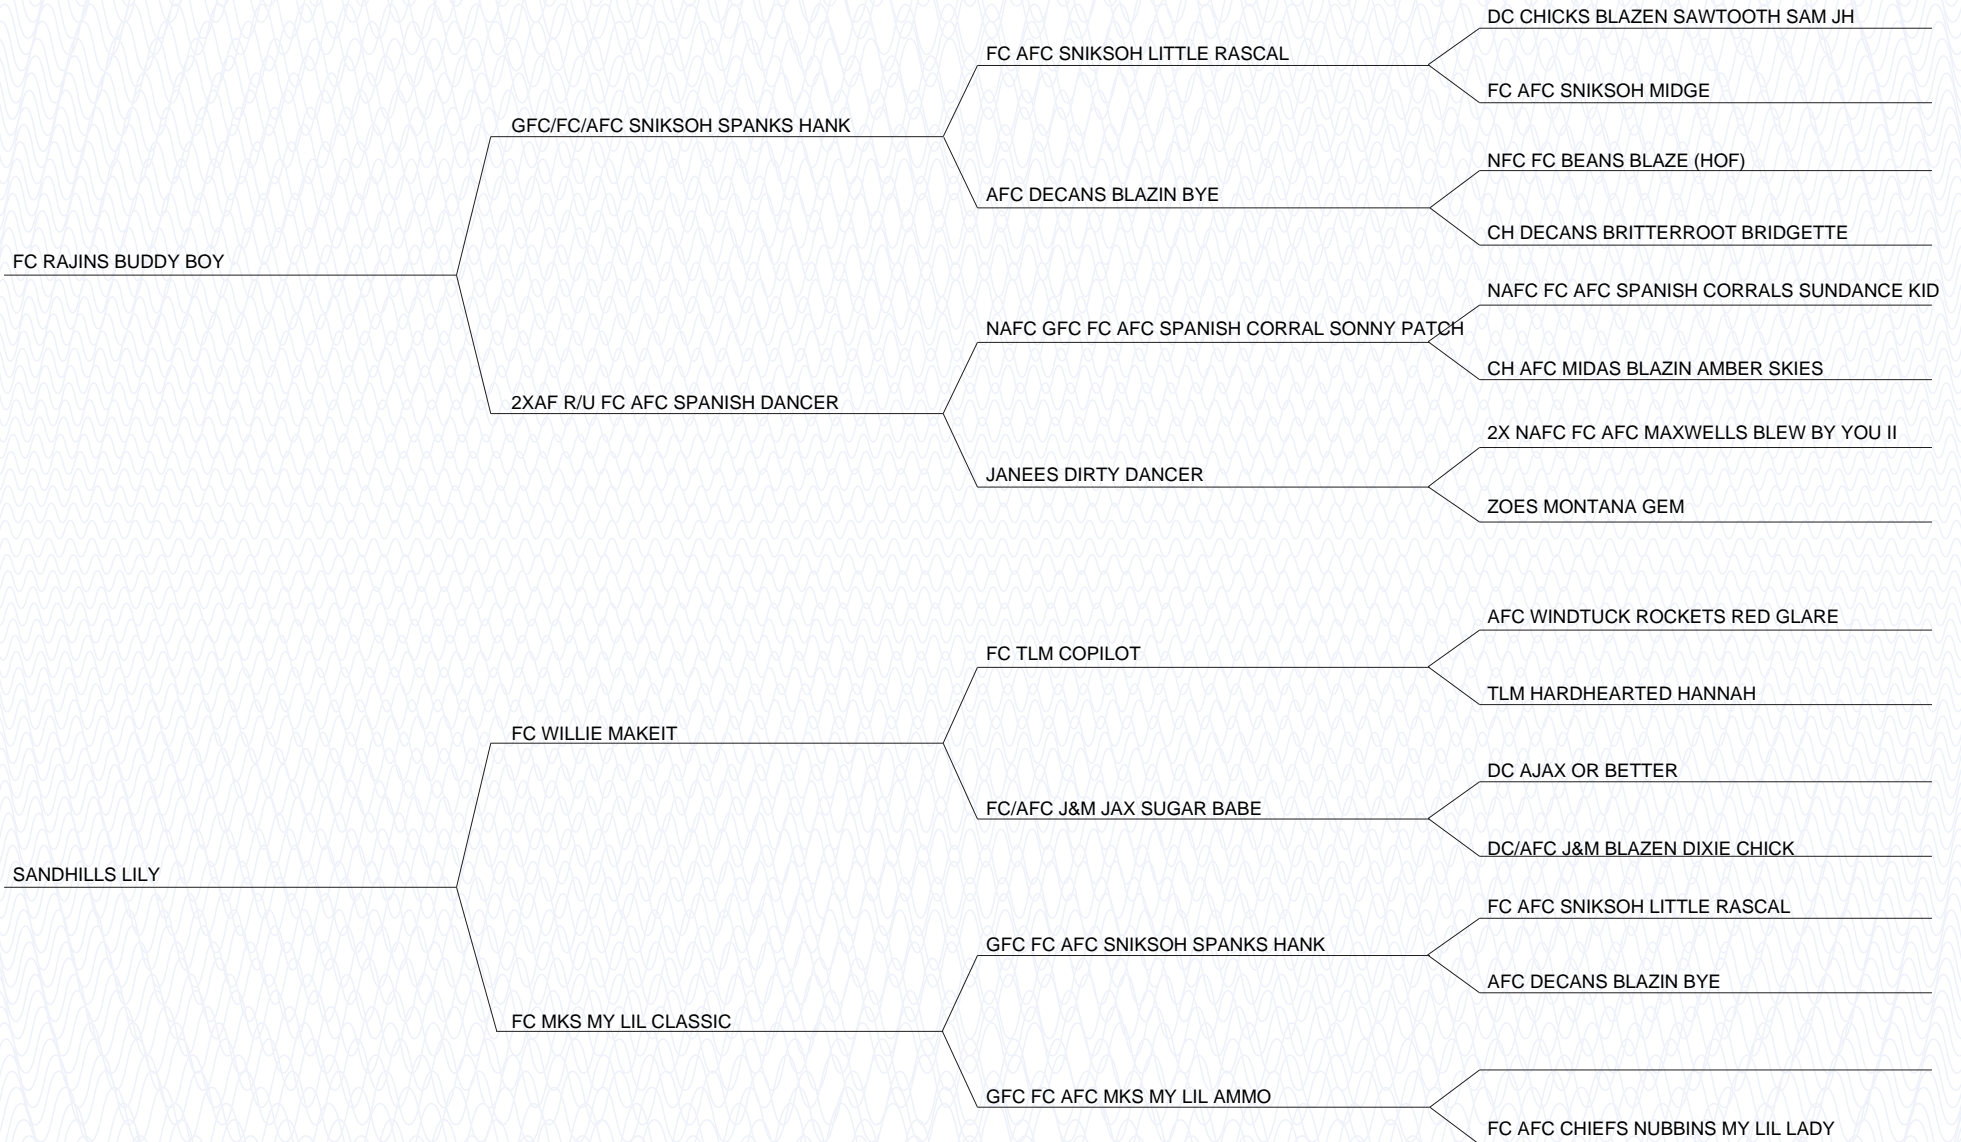 DC CHICKS BLAZEN SAWTOOTH SAM JH
FC AFC SNIKSOH LITTLE RASCAL
FC AFC SNIKSOH MIDGE
GFC/FC/AFC SNIKSOH SPANKS HANK
NFC FC BEANS BLAZE (HOF)
AFC DECANS BLAZIN BYE
CH DECANS BRITTERROOT BRIDGETTE
FC RAJINS BUDDY BOY
NAFC FC AFC SPANISH CORRALS SUNDANCE KID
NAFC GFC FC AFC SPANISH CORRAL SONNY PATCH
CH AFC MIDAS BLAZIN AMBER SKIES
2XAF R/U FC AFC SPANISH DANCER
2X NAFC FC AFC MAXWELLS BLEW BY YOU II
JANEES DIRTY DANCER
ZOES MONTANA GEM
AFC WINDTUCK ROCKETS RED GLARE
FC TLM COPILOT
TLM HARDHEARTED HANNAH
FC WILLIE MAKEIT
DC AJAX OR BETTER
FC/AFC J&M JAX SUGAR BABE
DC/AFC J&M BLAZEN DIXIE CHICK
SANDHILLS LILY
FC AFC SNIKSOH LITTLE RASCAL
GFC FC AFC SNIKSOH SPANKS HANK
AFC DECANS BLAZIN BYE
FC MKS MY LIL CLASSIC
GFC FC AFC MKS MY LIL AMMO
FC AFC CHIEFS NUBBINS MY LIL LADY